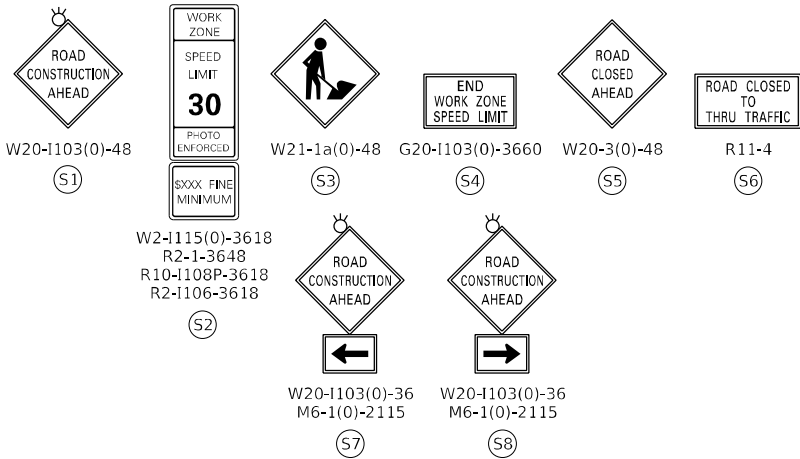 ROAD
CONSTRUCTION
AHEAD
W20-I103(0)-48
S1
WORK
ZONE
SPEED
LIMIT
30
PHOTO
ENFORCED
$XXX FINE
MINIMUM
W2-I115(0)-3618
R2-1-3648
R10-I108P-3618
R2-I106-3618
S2
W21-1a(0)-48
S3
END
WORK ZONE
SPEED LIMIT
G20-I103(0)-3660
S4
ROAD
CLOSED
AHEAD
W20-3(0)-48
S5
ROAD CLOSED
TO
THRU TRAFFIC
R11-4
S6
ROAD
CONSTRUCTION
AHEAD
W20-I103(0)-36
M6-1(0)-2115
S7
ROAD
CONSTRUCTION
AHEAD
W20-I103(0)-36
M6-1(0)-2115
S8